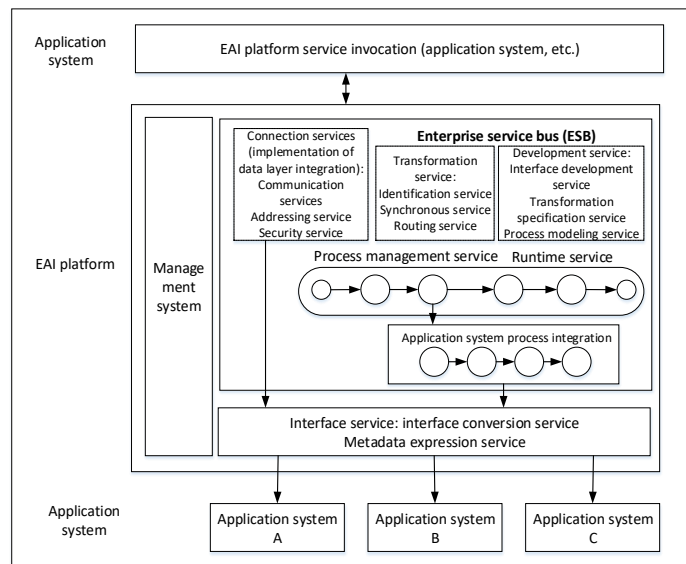 Application
system
EAI platform service invocation (application system, etc.)
EAI platform
Manage
ment
system
Enterprise service bus (ESB)
Connection services
(implementation of
data layer integration):
Communication
services
Addressing service
Security service
Transformation
service:
Identification service
Synchronous service
Routing service
Development service:
Interface development
service
Transformation
specification service
Process modeling service
Process management service
Runtime service
Application system process integration
Interface service: interface conversion service
Metadata expression service
Application
system
Application system
A
Application system
B
Application system
C